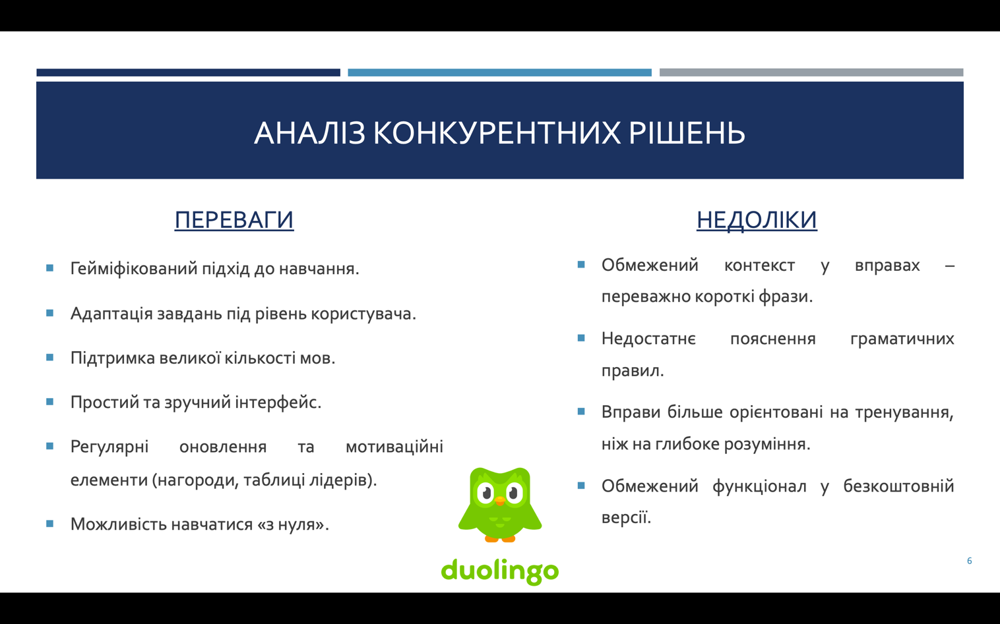 АНАЛІЗ КОНКУРЕНТНИХ РІШЕНЬ
ПЕРЕВАГИ
Гейміфікований підхід до навчання.
Адаптація завдань під рівень користувача.
Підтримка великої кількості мов.
Простий та зручний інтерфейс.
Регулярні оновлення та мотиваційні
елементи (нагороди, таблиці лідерів).
Можливість навчатися «з нуля».
НЕДОЛІКИ
Обмежений контекст у вправах –
переважно короткі фрази.
Недостатнє пояснення граматичних
правил.
Вправи більше орієнтовані на тренування,
ніж на глибоке розуміння.
Обмежений функціонал у безкоштовній
версії.
duolingo
6